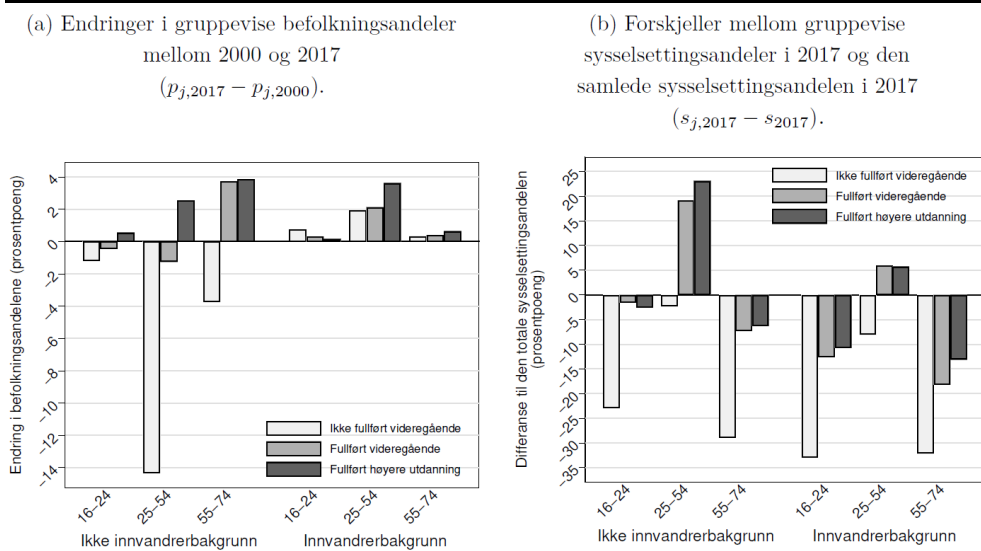 (a) Endringer i gruppevise befolkningsandeler
mellom 2000 og 2017
(p_{j,2017} − p_{j,2000}).
Endring i befolkningsandelene (prosentpoeng)
4
2
0
−2
−4
−6
−8
−10
−12
−14
Ikke fullført videregående
Fullført videregående
Fullført høyere utdanning
16−24
25−54
55−74
16−24
25−54
55−74
Ikke innvandrerbakgrunn
Innvandrerbakgrunn
(b) Forskjeller mellom gruppevise
sysselsettingsandeler i 2017 og den
samlede sysselsettingsandelen i 2017
(s_{j,2017} − s_{2017}).
Differanse til den totale sysselsettingsandelen
(prosentpoeng)
25
20
15
10
5
0
−5
−10
−15
−20
−25
−30
−35
Ikke fullført videregående
Fullført videregående
Fullført høyere utdanning
16−24
25−54
55−74
16−24
25−54
55−74
Ikke innvandrerbakgrunn
Innvandrerbakgrunn